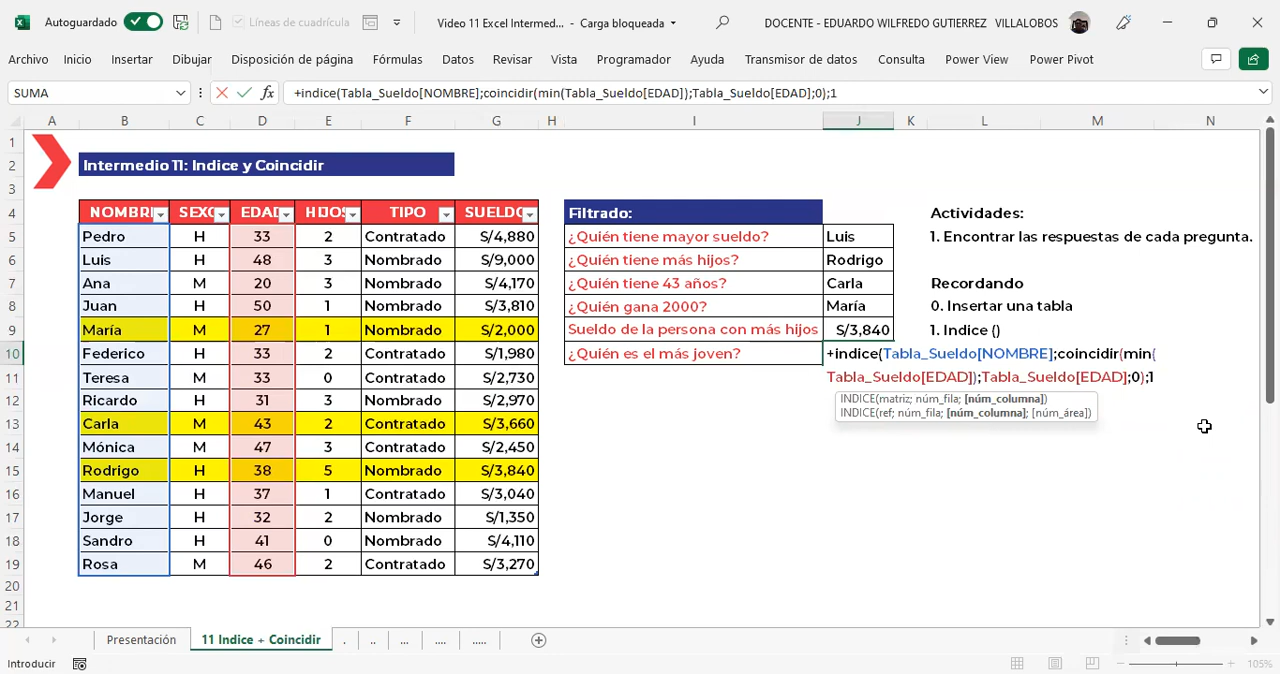 Autoguardado Líneas de cuadrícula Video 11 Excel Intermed... - Carga bloqueada DOCENTE - EDUARDO WILFREDO GUTIERREZ VILLALOBOS
Archivo Inicio Insertar Dibujar Disposición de página Fórmulas Datos Revisar Vista Programador Ayuda Transmisor de datos Consulta Power View Power Pivot
SUMA fx +indice(Tabla_Sueldo[NOMBRE];coincidir(min(Tabla_Sueldo[EDAD]);Tabla_Sueldo[EDAD];0);1
A B C D E F G H I J K L M N
1
2 Intermedio 11: Indice y Coincidir
3
4 NOMBRE SEXO EDAD HIJOS TIPO SUELDO Filtrado: Actividades:
5 Pedro H 33 2 Contratado S/4,880 ¿Quién tiene mayor sueldo? Luis 1. Encontrar las respuestas de cada pregunta.
6 Luis H 48 3 Nombrado S/9,000 ¿Quién tiene más hijos? Rodrigo
7 Ana M 20 3 Nombrado S/4,170 ¿Quién tiene 43 años? Carla Recordando
8 Juan H 50 1 Nombrado S/3,810 ¿Quién gana 2000? María 0. Insertar una tabla
9 María M 27 1 Nombrado S/2,000 Sueldo de la persona con más hijos S/3,840 1. Indice ()
10 Federico H 33 2 Contratado S/1,980 ¿Quién es el más joven? +indice(Tabla_Sueldo[NOMBRE];coincidir(min(
11 Teresa M 33 0 Contratado S/2,730 Tabla_Sueldo[EDAD]);Tabla_Sueldo[EDAD];0);1
12 Ricardo H 31 3 Nombrado S/2,970 INDICE(matriz; núm_fila; [núm_columna])
INDICE(ref; núm_fila; [núm_columna]; [núm_área])
13 Carla M 43 2 Contratado S/3,660
14 Mónica M 47 3 Contratado S/2,450
15 Rodrigo H 38 5 Nombrado S/3,840
16 Manuel H 37 1 Contratado S/3,040
17 Jorge H 32 2 Nombrado S/1,350
18 Sandro H 41 0 Nombrado S/4,110
19 Rosa M 46 2 Contratado S/3,270
20
21
22
Presentación 11 Indice + Coincidir . .. ... .... .....
Introducir 105%